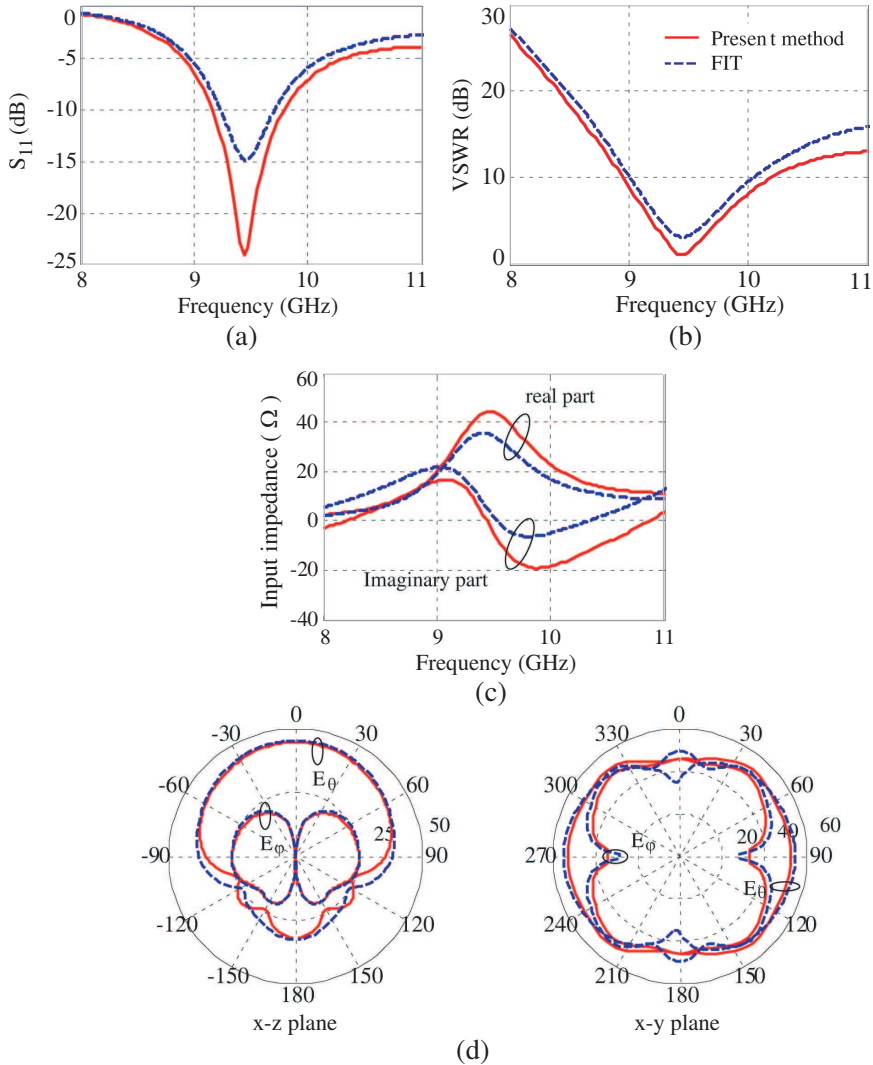 0
-5
-10
-15
-20
-25
S11 (dB)
8 9 10 11
Frequency (GHz)
(a)
30
20
10
0
VSWR (dB)
Presen t method
FIT
8 9 10 11
Frequency (GHz)
(b)
60
40
20
0
-20
-40
Input impedance ( Ω )
real part
Imaginary part
8 9 10 11
Frequency (GHz)
(c)
0
-30 30
-60 60
50
25
-90 90
-120 120
-150 150
180
Eθ
Eφ
x-z plane
0
330 30
300 60
20 40 60
270 90
240 120
210 150
180
Eφ
Eθ
x-y plane
(d)